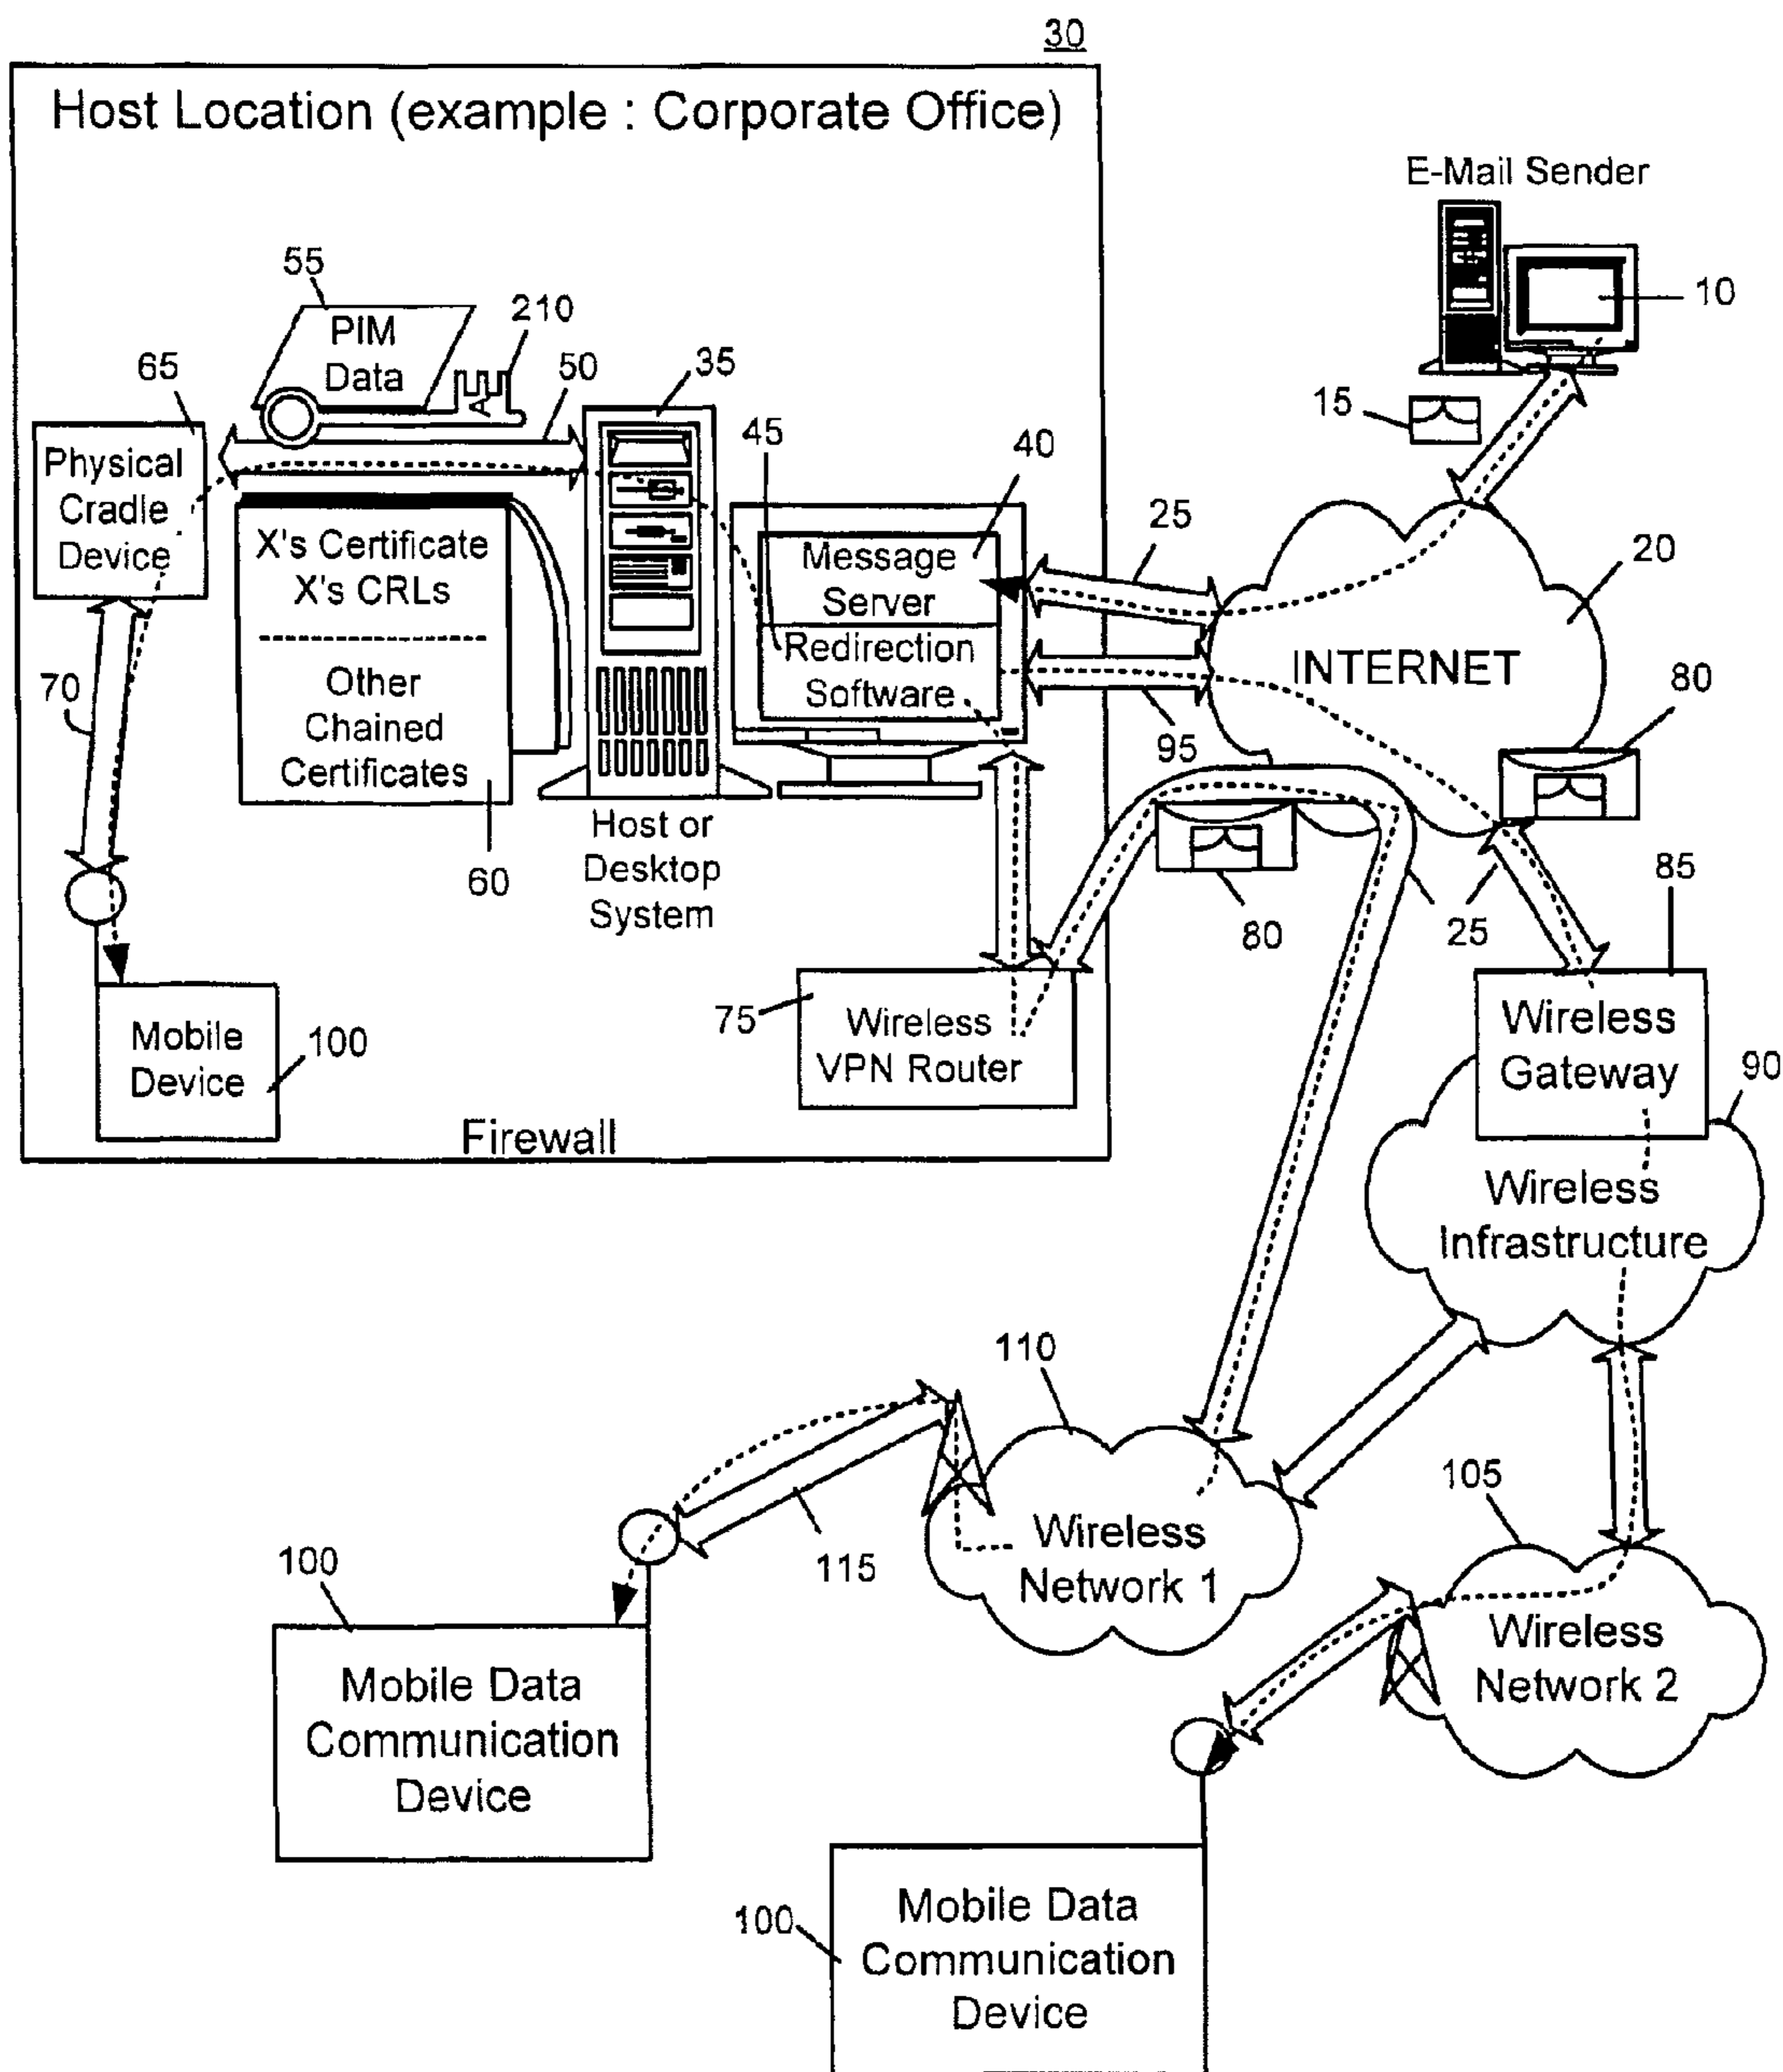 30
Host Location (example : Corporate Office)
E-Mail Sender
10
15
55
PIM
Data
210
65
50
35
45
40
25
20
Physical
Cradle
Device
X's Certificate
X's CRLs
Other
Chained
Certificates
60
Message
Server
Redirection
Software
INTERNET
95
80
70
Host or
Desktop
System
80
25
85
75
Wireless
VPN Router
Wireless
Gateway
90
Mobile
Device
100
Firewall
Wireless
Infrastructure
110
105
115
Wireless
Network 1
Wireless
Network 2
100
Mobile Data
Communication
Device
100
Mobile Data
Communication
Device
A